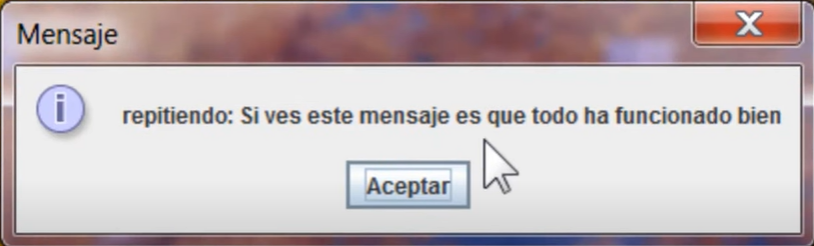 Mensaje
repitiendo: Si ves este mensaje es que todo ha funcionado bien
Aceptar